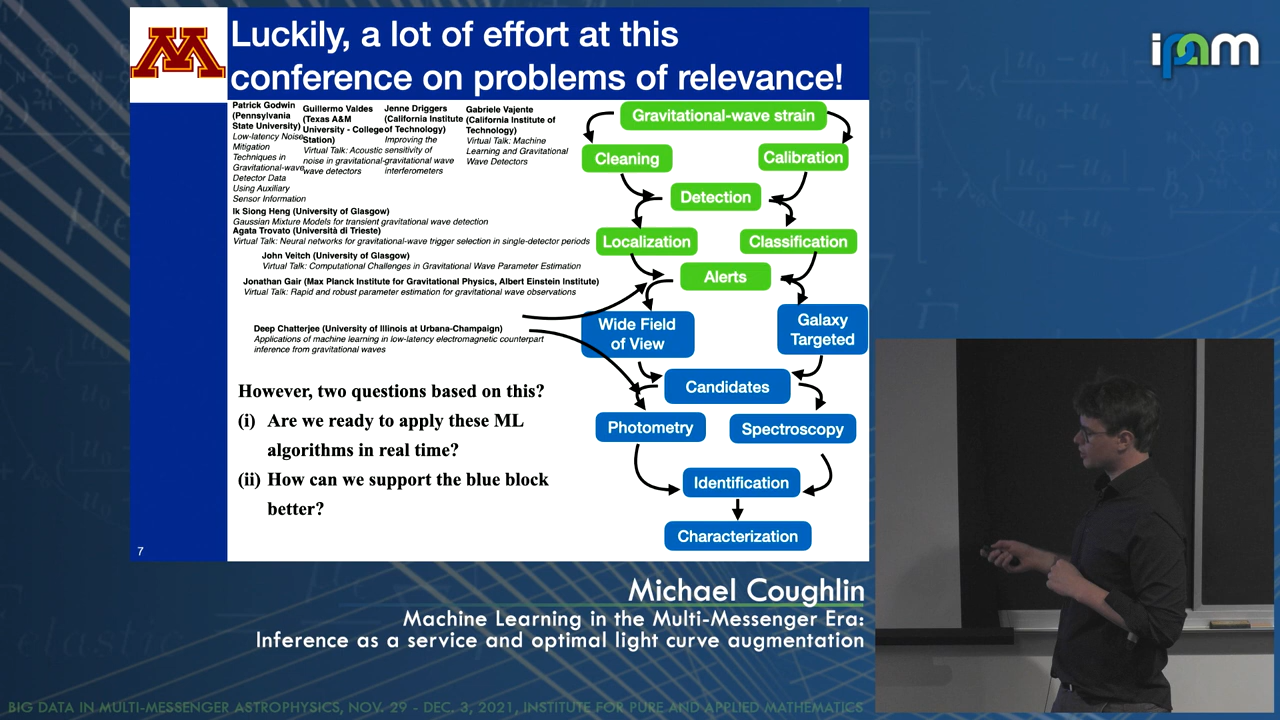 Luckily, a lot of effort at this
conference on problems of relevance!
ipam
Patrick Godwin
(Pennsylvania
State University)
Low-latency Noise
Mitigation
Techniques in
Gravitational-wave
Detector Data
Using Auxiliary
Sensor Information
Guillermo Valdes
(Texas A&M
University - College
Station)
Virtual Talk: Acoustic
noise in gravitational-
wave detectors
Jenne Driggers
(California Institute
of Technology)
Improving the
sensitivity of
gravitational wave
interferometers
Gabriele Vajente
(California Institute of
Technology)
Virtual Talk: Machine
Learning and Gravitational
Wave Detectors
Ik Siong Heng (University of Glasgow)
Gaussian Mixture Models for transient gravitational wave detection
Agata Trovato (Università di Trieste)
Virtual Talk: Neural networks for gravitational-wave trigger selection in single-detector periods
John Veitch (University of Glasgow)
Virtual Talk: Computational Challenges in Gravitational Wave Parameter Estimation
Jonathan Gair (Max Planck Institute for Gravitational Physics, Albert Einstein Institute)
Virtual Talk: Rapid and robust parameter estimation for gravitational wave observations
Deep Chatterjee (University of Illinois at Urbana-Champaign)
Applications of machine learning in low-latency electromagnetic counterpart
inference from gravitational waves
However, two questions based on this?
(i) Are we ready to apply these ML
algorithms in real time?
(ii) How can we support the blue block
better?
Gravitational-wave strain
Cleaning
Calibration
Detection
Localization
Classification
Alerts
Wide Field
of View
Galaxy
Targeted
Candidates
Photometry
Spectroscopy
Identification
Characterization
7
Michael Coughlin
Machine Learning in the Multi-Messenger Era:
Inference as a service and optimal light curve augmentation
BIG DATA IN MULTI-MESSENGER ASTROPHYSICS, NOV. 29 - DEC. 3, 2021, INSTITUTE FOR PURE AND APPLIED MATHEMATICS